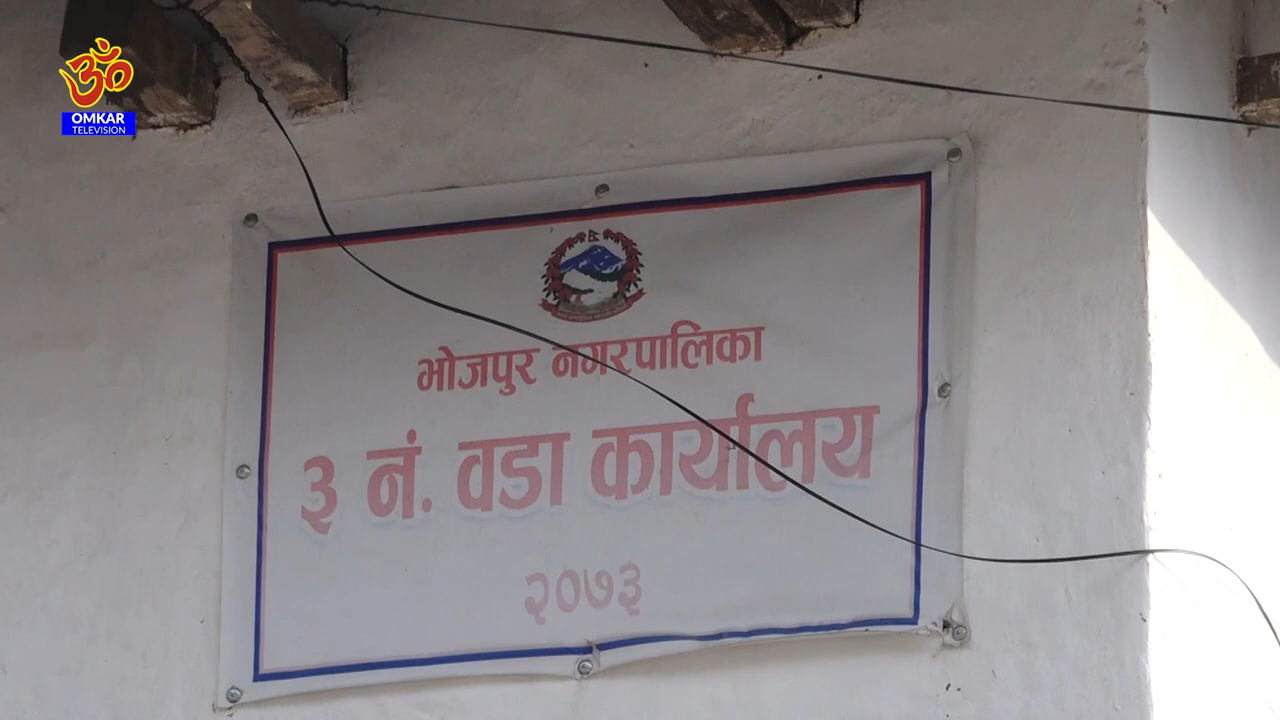 ॐ
OMKAR
TELEVISION
भोजपुर नगरपालिका
३ नं. वडा कार्यालय
२०७३